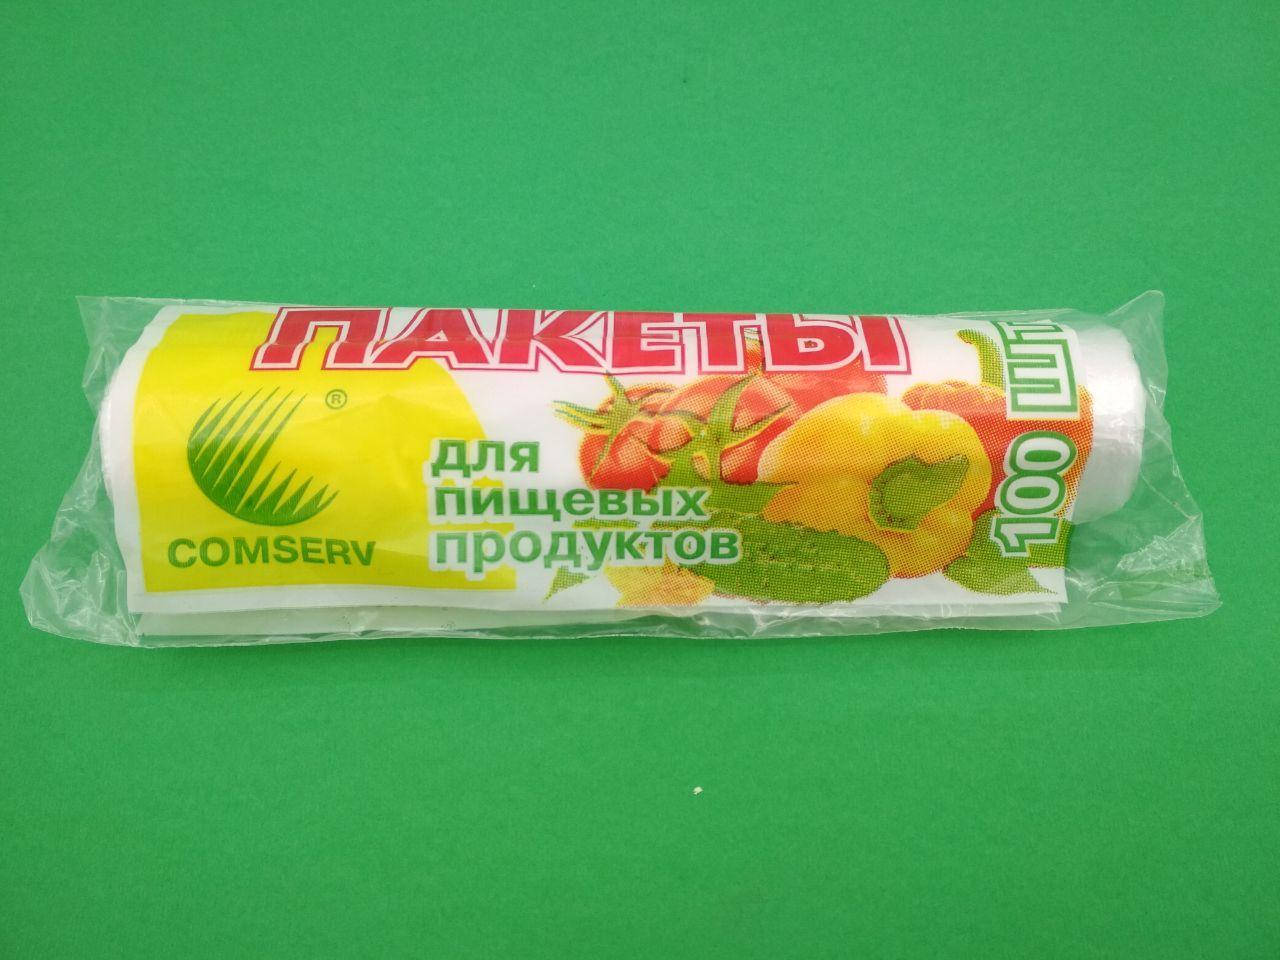 ПАКЕТЫ
®
COMSERV
для
пищевых
продуктов
100 шт